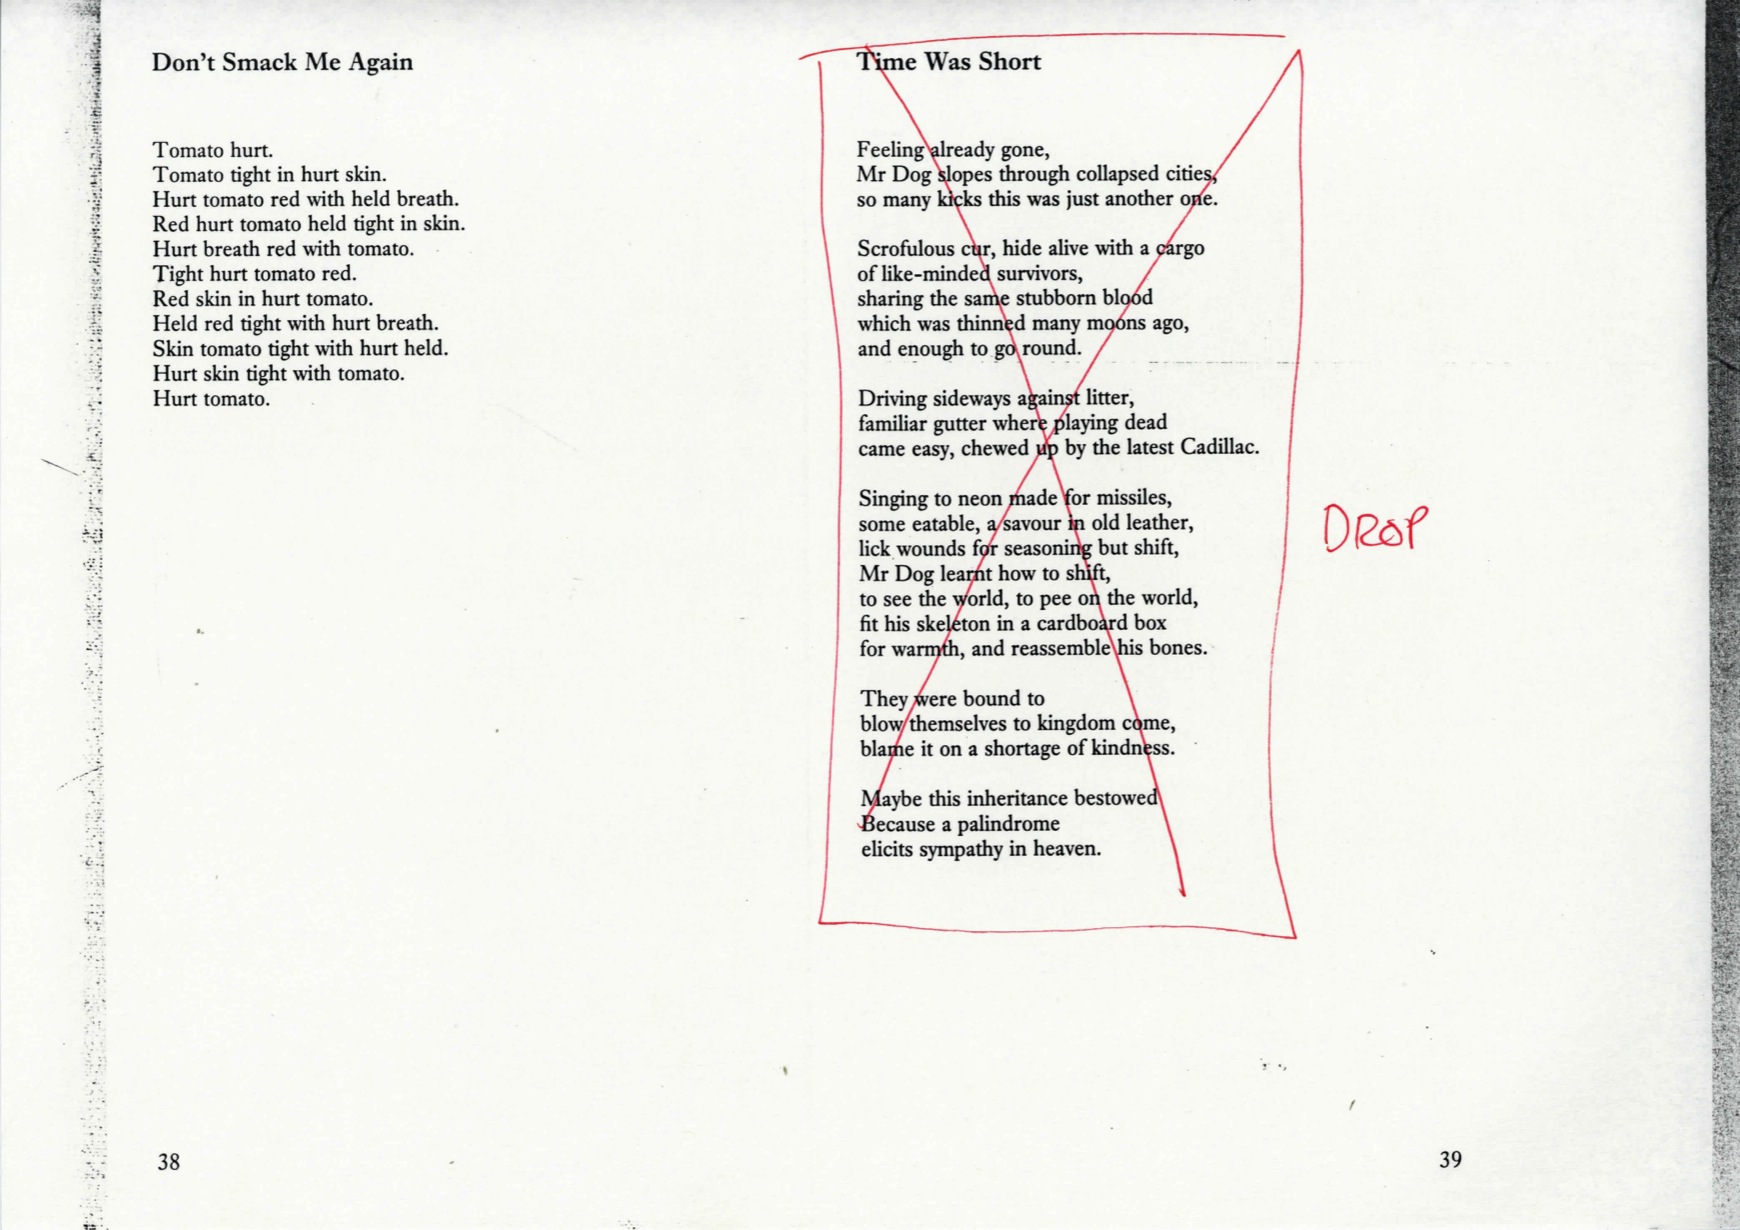 Don't Smack Me Again
Tomato hurt.
Tomato tight in hurt skin.
Hurt tomato red with held breath.
Red hurt tomato held tight in skin.
Hurt breath red with tomato.
Tight hurt tomato red.
Red skin in hurt tomato.
Held red tight with hurt breath.
Skin tomato tight with hurt held.
Hurt skin tight with tomato.
Hurt tomato.
38
Time Was Short
Feeling already gone,
Mr Dog slopes through collapsed cities,
so many kicks this was just another one.
Scrofulous cur, hide alive with a cargo
of like-minded survivors,
sharing the same stubborn blood
which was thinned many moons ago,
and enough to go round.
Driving sideways against litter,
familiar gutter where playing dead
came easy, chewed up by the latest Cadillac.
Singing to neon made for missiles,
some eatable, a savour in old leather,
lick wounds for seasoning but shift,
Mr Dog learnt how to shift,
to see the world, to pee on the world,
fit his skeleton in a cardboard box
for warmth, and reassemble his bones.
They were bound to
blow themselves to kingdom come,
blame it on a shortage of kindness.
Maybe this inheritance bestowed
Because a palindrome
elicits sympathy in heaven.
DROP
39